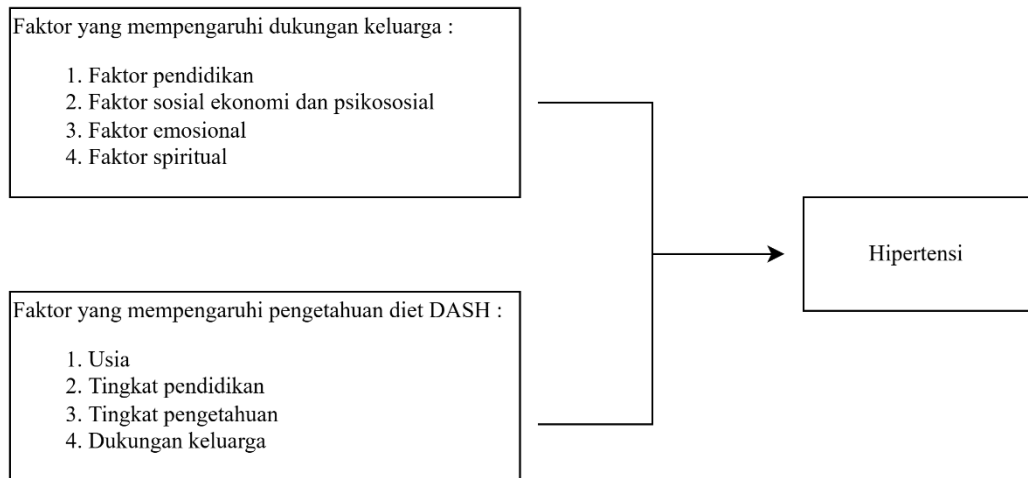 Faktor yang mempengaruhi dukungan keluarga :
1. Faktor pendidikan
2. Faktor sosial ekonomi dan psikososial
3. Faktor emosional
4. Faktor spiritual
Hipertensi
Faktor yang mempengaruhi pengetahuan diet DASH :
1. Usia
2. Tingkat pendidikan
3. Tingkat pengetahuan
4. Dukungan keluarga